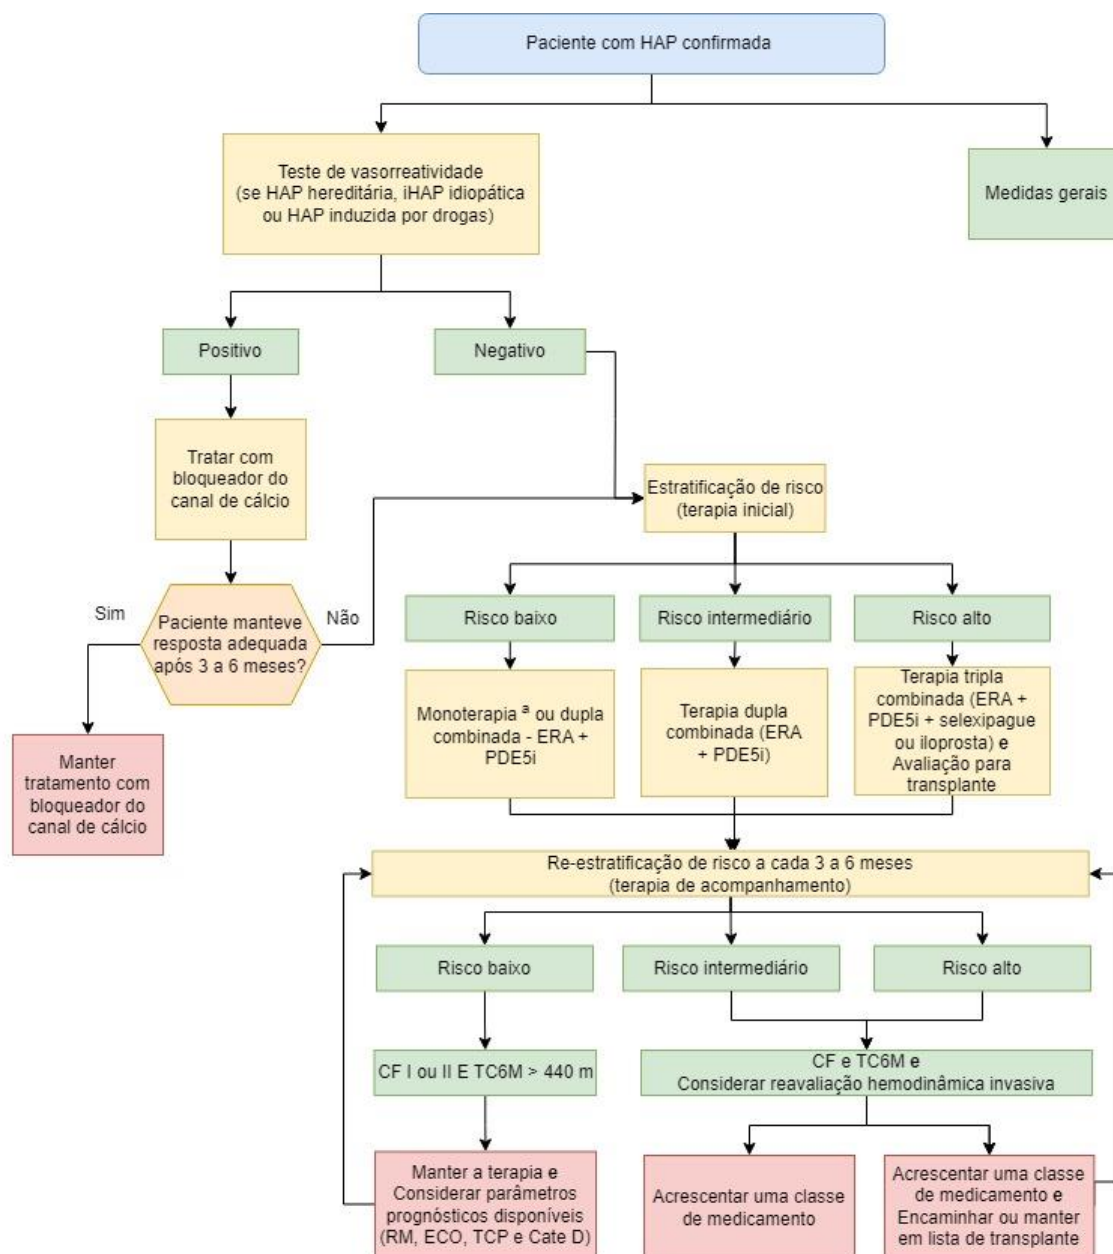 Paciente com HAP confirmada
Teste de vasorreatividade
(se HAP hereditária, iHAP idiopática
ou HAP induzida por drogas)
Medidas gerais
Positivo
Negativo
Tratar com
bloqueador do
canal de cálcio
Estratificação de risco
(terapia inicial)
Sim
Paciente manteve
resposta adequada
após 3 a 6 meses?
Não
Risco baixo
Risco intermediário
Risco alto
Manter
tratamento com
bloqueador do
canal de cálcio
Monoterapia ª ou dupla
combinada - ERA +
PDE5i
Terapia dupla
combinada (ERA
+ PDE5i)
Terapia tripla
combinada (ERA +
PDE5i + selexipague
ou iloprosta) e
Avaliação para
transplante
Re-estratificação de risco a cada 3 a 6 meses
(terapia de acompanhamento)
Risco baixo
Risco intermediário
Risco alto
CF I ou II E TC6M > 440 m
CF e TC6M e
Considerar reavaliação hemodinâmica invasiva
Manter a terapia e
Considerar parâmetros
prognósticos disponíveis
(RM, ECO, TCP e Cate D)
Acrescentar uma classe
de medicamento
Acrescentar uma classe
de medicamento e
Encaminhar ou manter
em lista de transplante